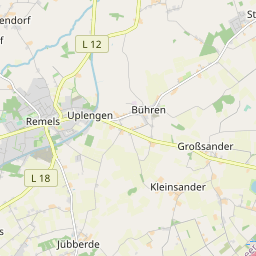 endorf
St
L 12
Bühren
Uplengen
Remels
Großsander
L 18
Kleinsander
s
Jübberde